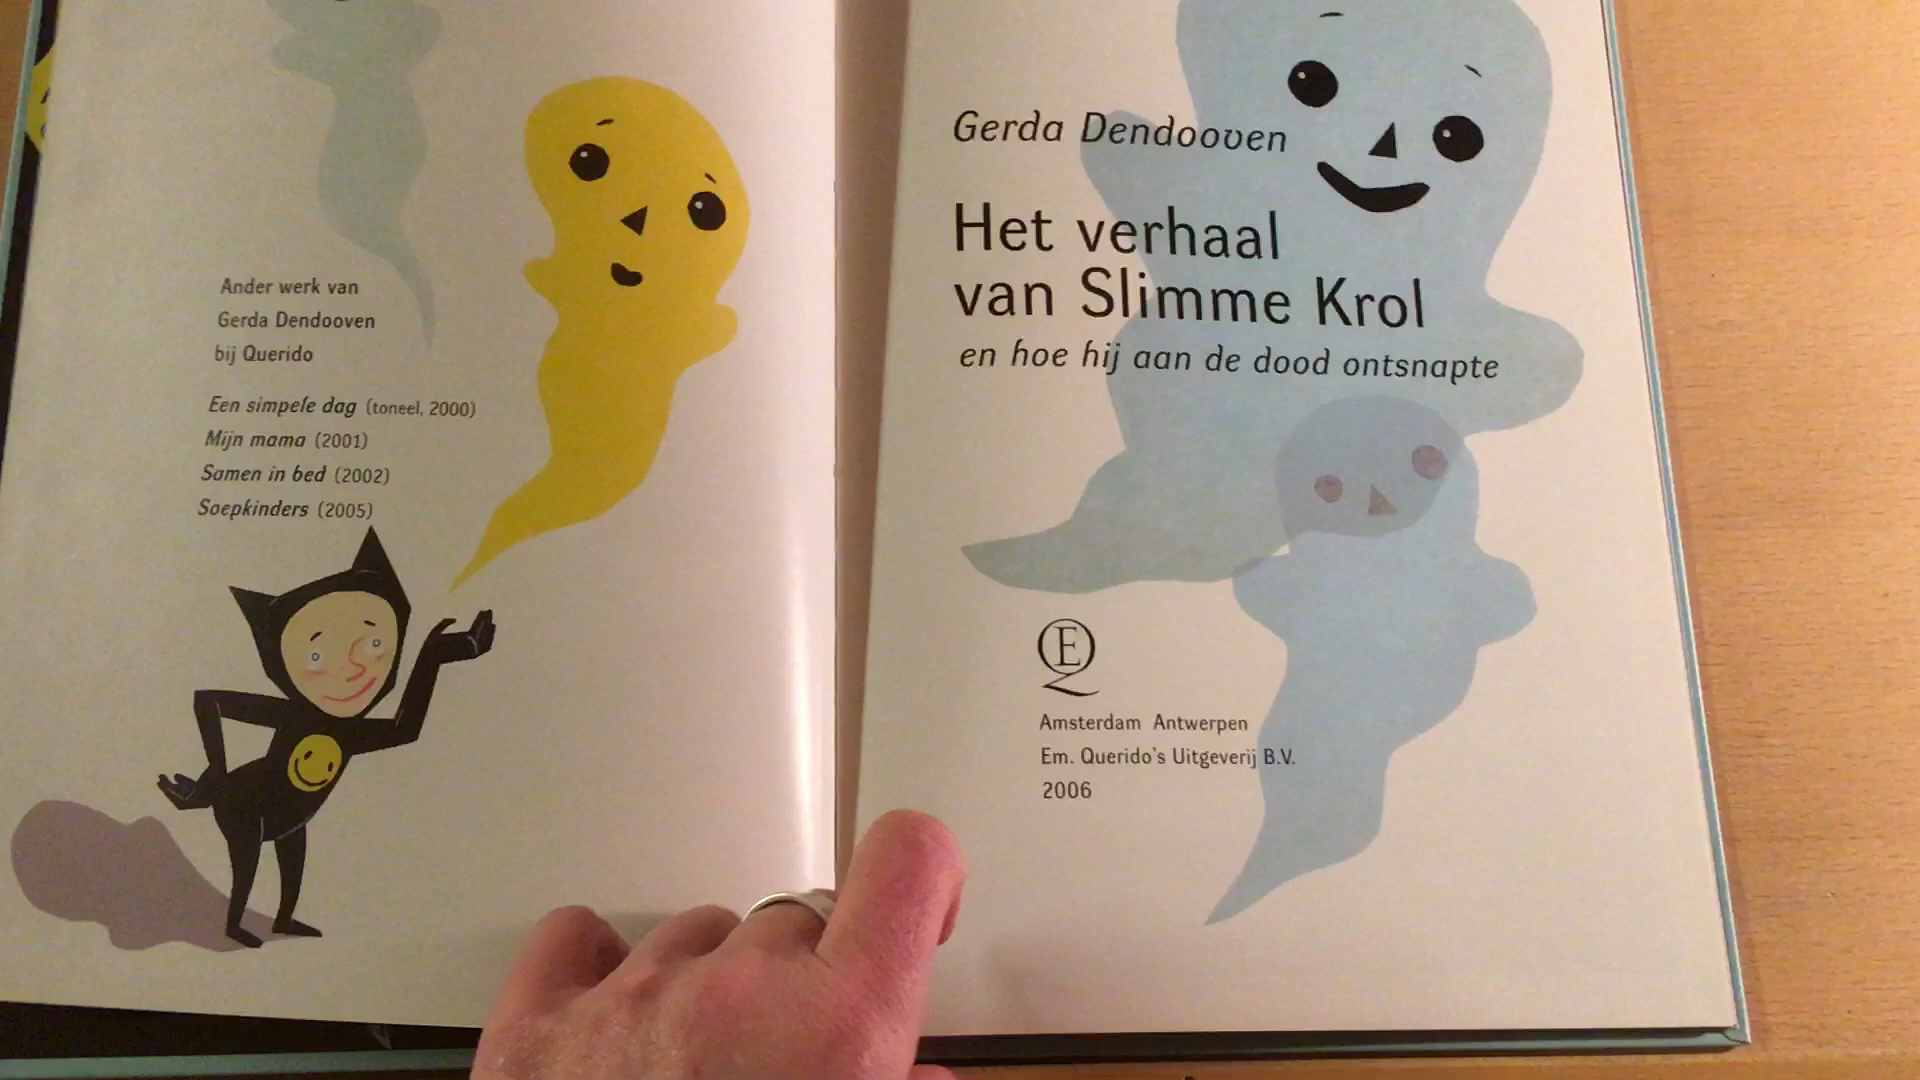 Ander werk van
Gerda Dendooven
bij Querido
Een simpele dag (toneel, 2000)
Mijn mama (2001)
Samen in bed (2002)
Soepkinders (2005)
Gerda Dendooven
Het verhaal
van Slimme Krol
en hoe hij aan de dood ontsnapte
EQ
Amsterdam Antwerpen
Em. Querido's Uitgeverij B.V.
2006